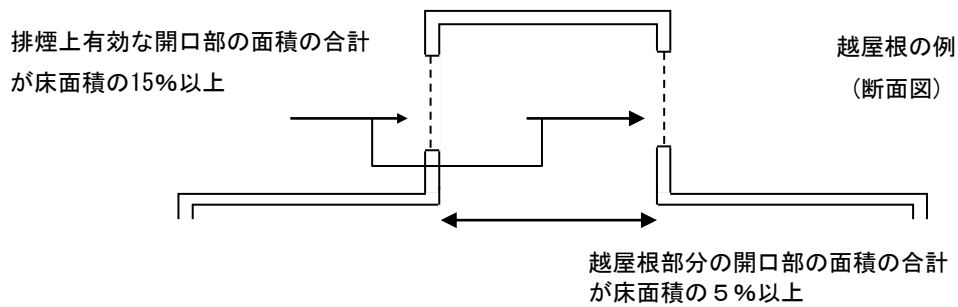 排煙上有効な開口部の面積の合計
が床面積の15%以上
越屋根の例
(断面図)
越屋根部分の開口部の面積の合計
が床面積の5%以上